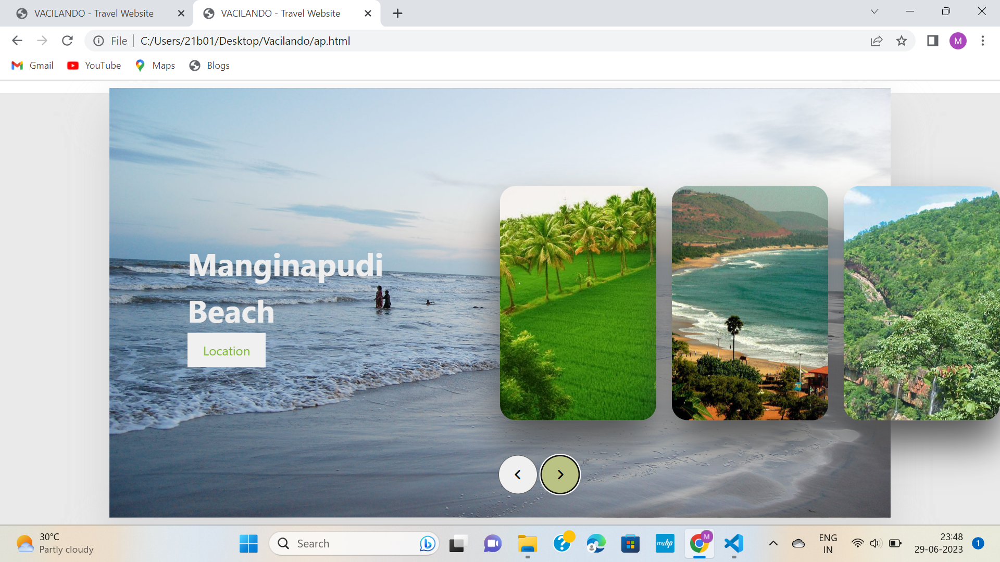 VACILANDO - Travel Website
VACILANDO - Travel Website
File
C:/Users/21b01/Desktop/Vacilando/ap.html
M
Gmail
YouTube
Maps
Blogs
Manginapudi
Beach
Location
30°C
Partly cloudy
Search
?
myhp
M
ENG
IN
23:48
29-06-2023
1